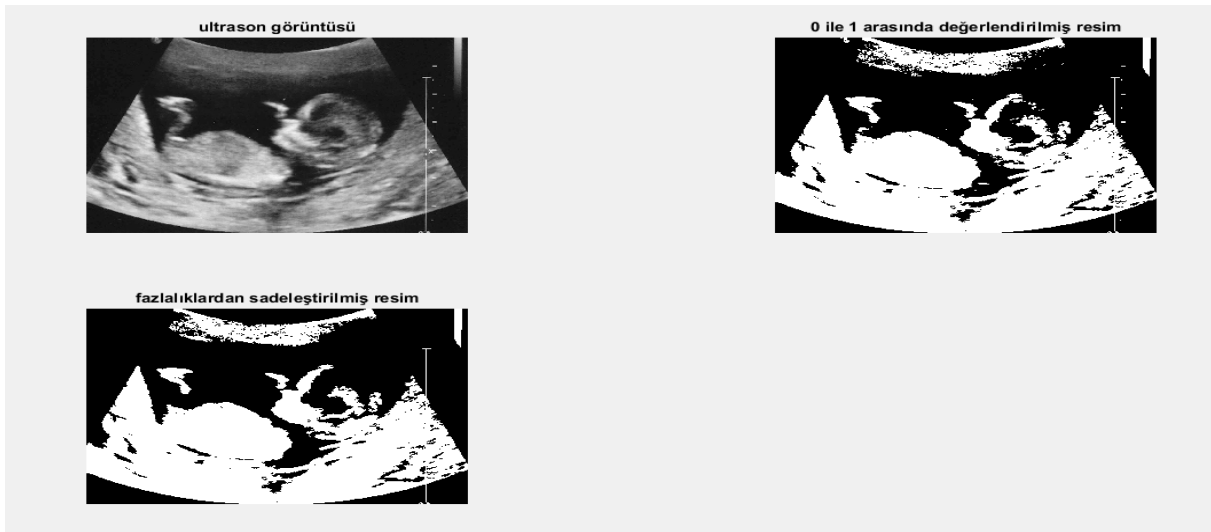 ultrason görüntüsü
0 ile 1 arasında değerlendirilmiş resim
fazlalıklardan sadeleştirilmiş resim